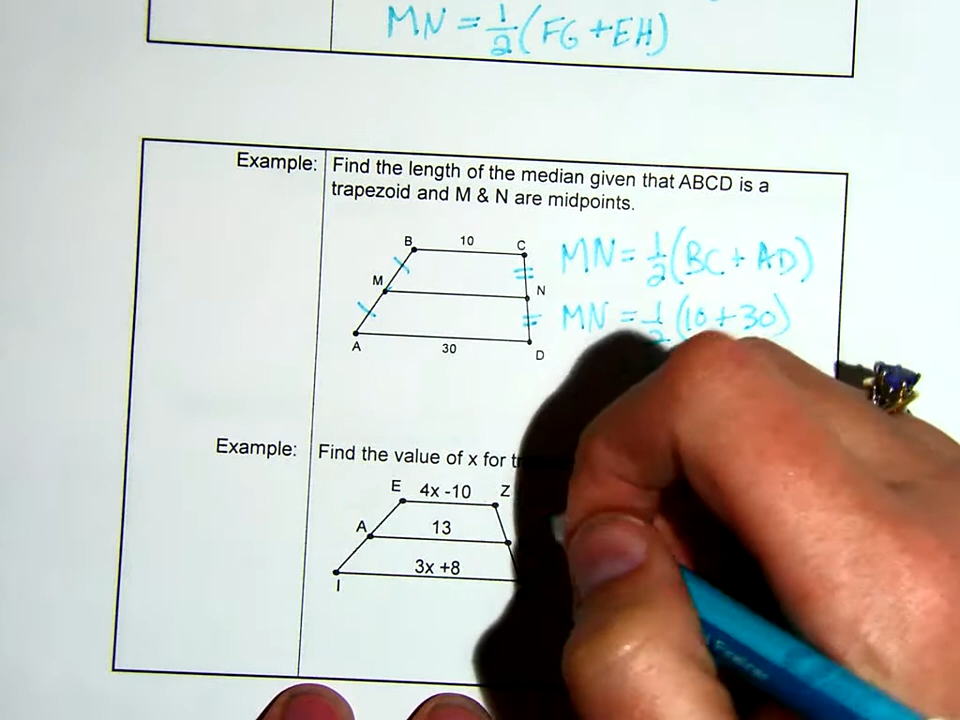 MN = 1/2 (FG + EH)
Example: Find the length of the median given that ABCD is a
trapezoid and M & N are midpoints.
B 10 C
M N
A 30 D
MN = 1/2 (BC + AD)
MN = 1/2 (10 + 30)
Example: Find the value of x for
E 4x -10 Z
A 13
3x +8
I